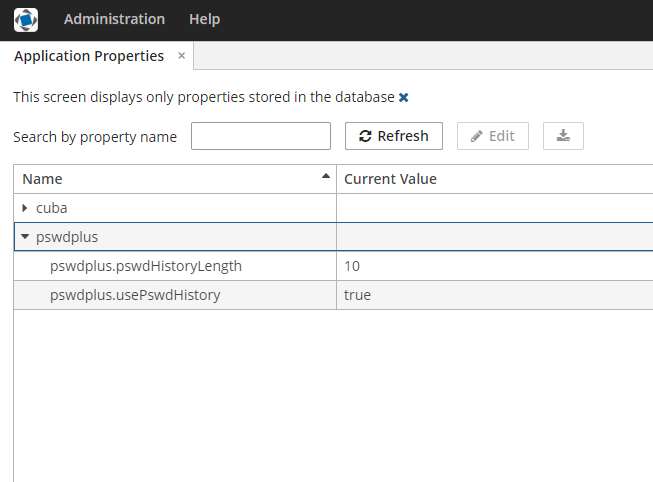 Administration Help
Application Properties ×
This screen displays only properties stored in the database ×
Search by property name Refresh Edit
Name Current Value
cuba
pswdplus
pswdplus.pswdHistoryLength 10
pswdplus.usePswdHistory true